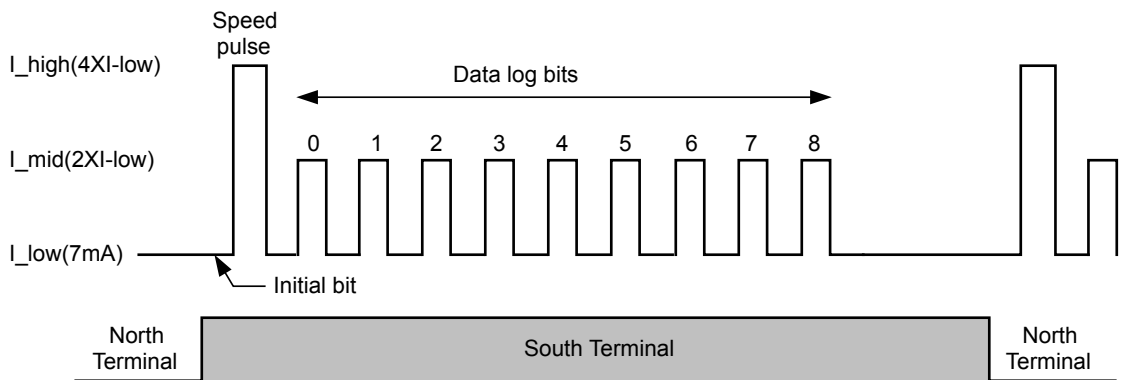 Speed
pulse
I_high(4XI-low)
Data log bits
I_mid(2XI-low)
0 1 2 3 4 5 6 7 8
I_low(7mA)
Initial bit
North
Terminal
South Terminal
North
Terminal